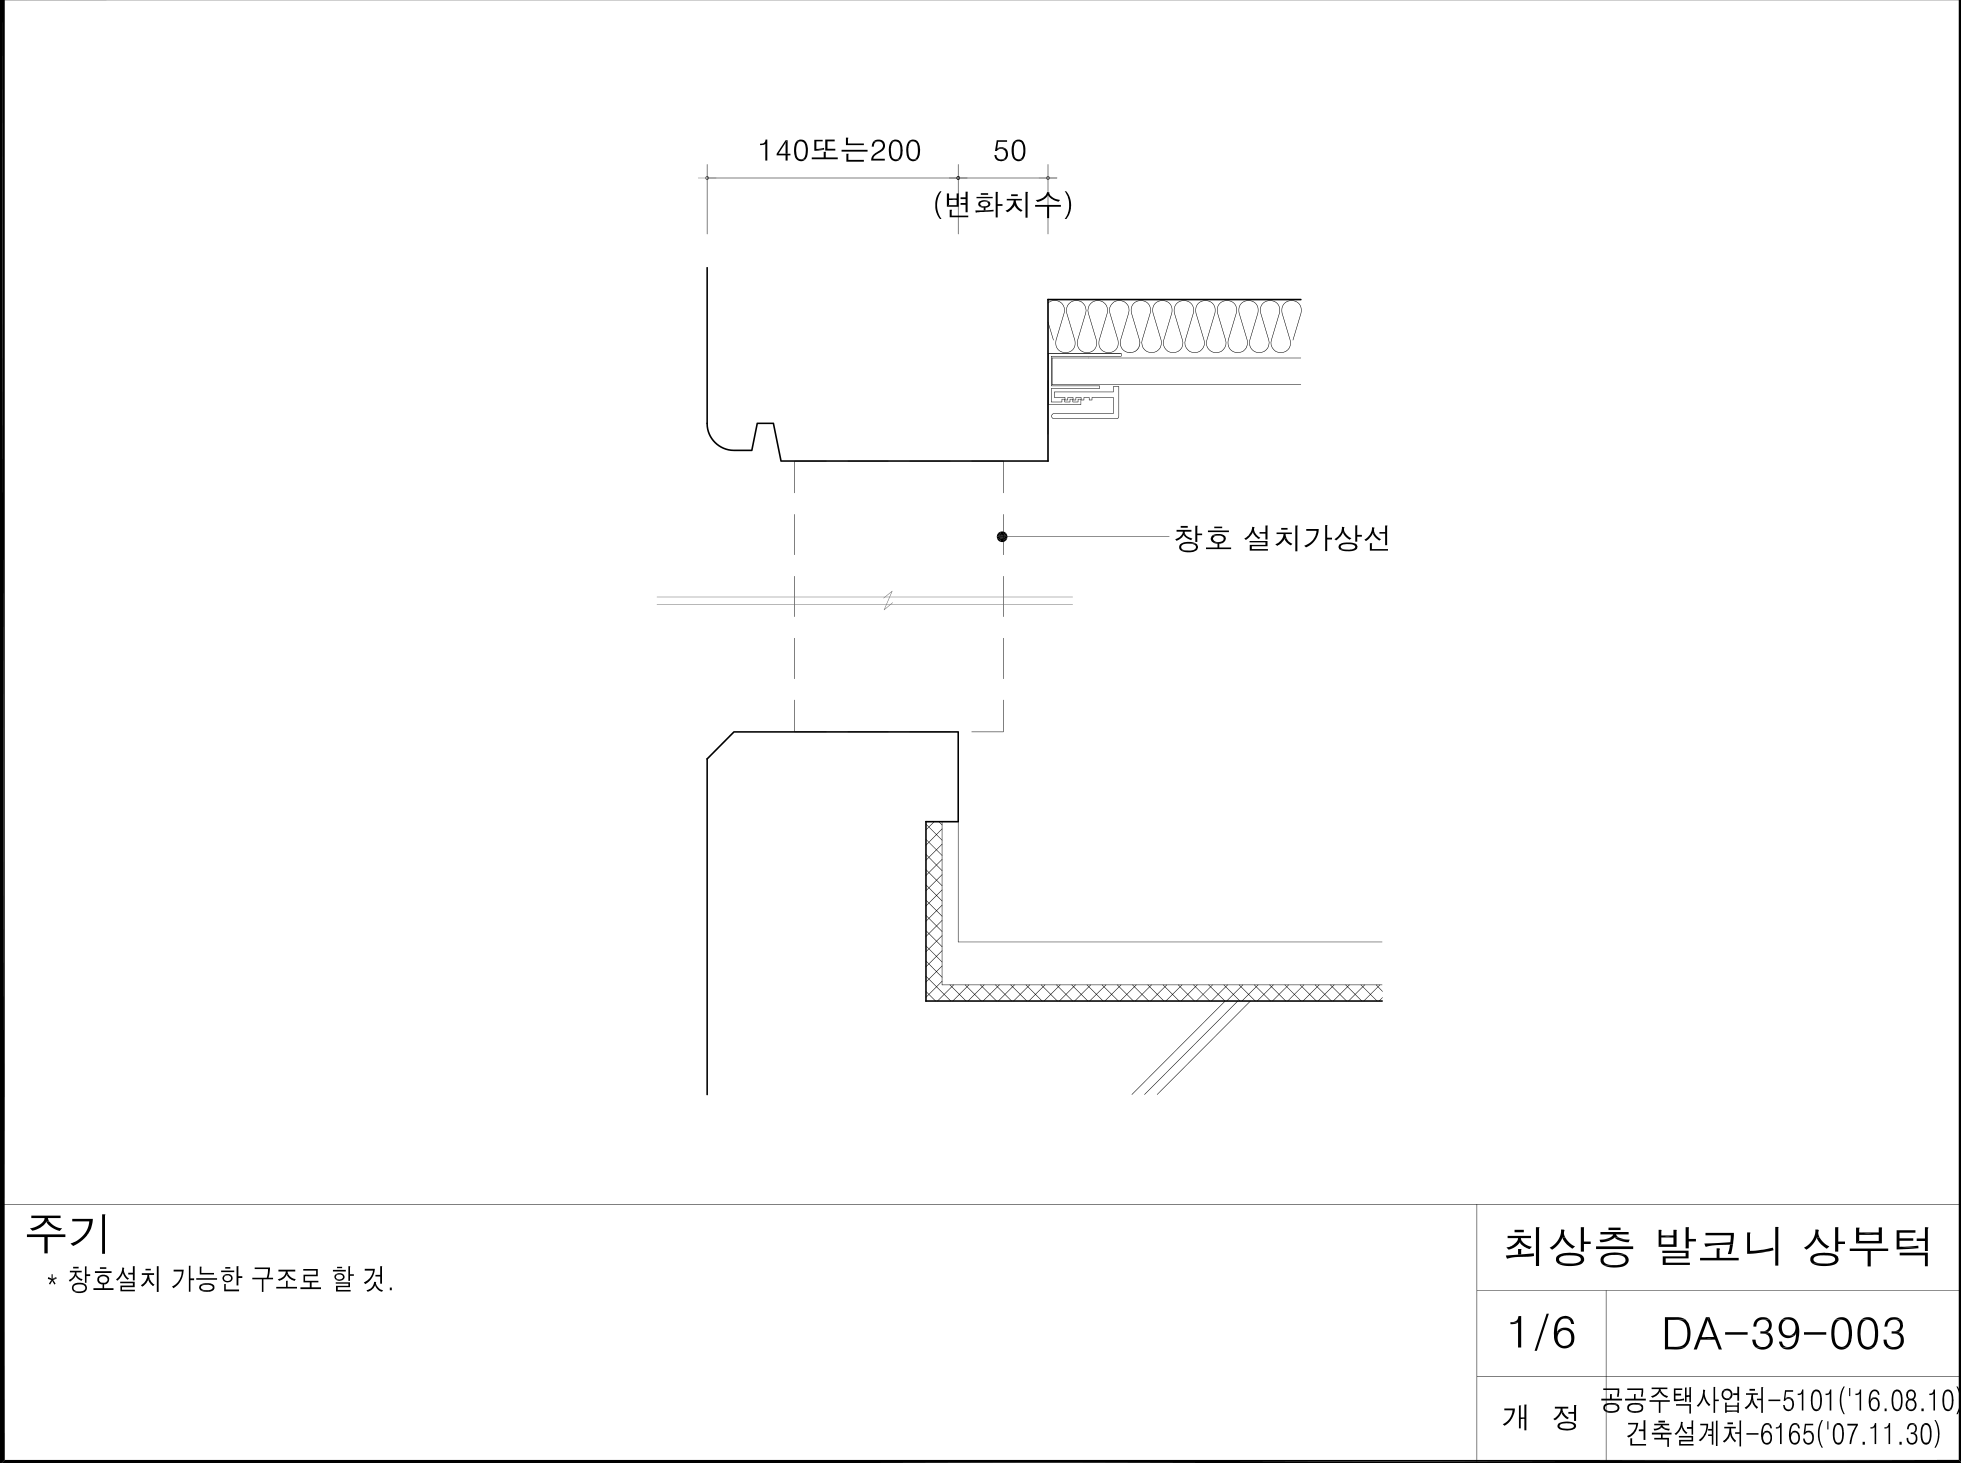 140또는200
50
(변화치수)
창호 설치가상선
주기
* 창호설치 가능한 구조로 할 것.
최상층 발코니 상부턱
1/6
DA-39-003
개 정
공공주택사업처-5101('16.08.10)
건축설계처-6165('07.11.30)